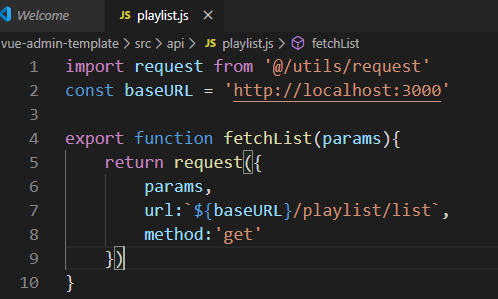 Welcome playlist.js ×
vue-admin-template > src > api > JS playlist.js > fetchList
1 import request from '@/utils/request'
2 const baseURL = 'http://localhost:3000'
3
4 export function fetchList(params){
5     return request({
6         params,
7         url:`${baseURL}/playlist/list`,
8         method:'get'
9     })
10 }